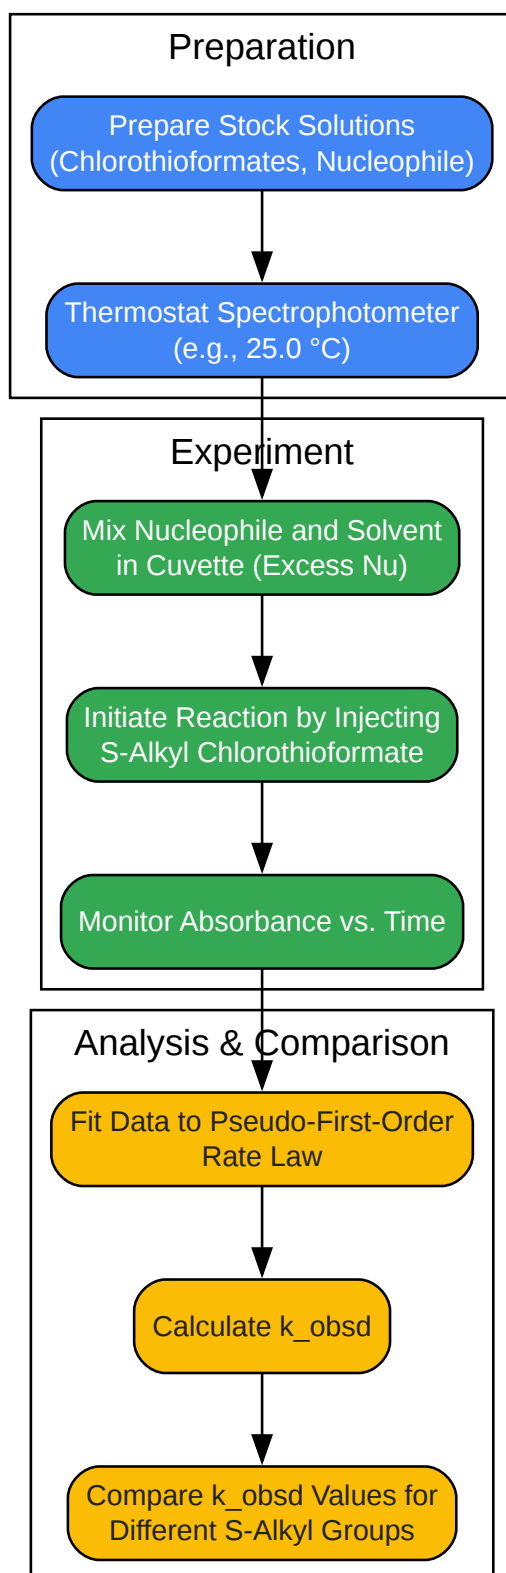 Preparation
Prepare Stock Solutions
(Chlorothioformates, Nucleophile)
Thermostat Spectrophotometer
(e.g., 25.0 °C)
Experiment
Mix Nucleophile and Solvent
in Cuvette (Excess Nu)
Initiate Reaction by Injecting
S-Alkyl Chlorothioformate
Monitor Absorbance vs. Time
Analysis & Comparison
Fit Data to Pseudo-First-Order
Rate Law
Calculate k_obsd
Compare k_obsd Values for
Different S-Alkyl Groups